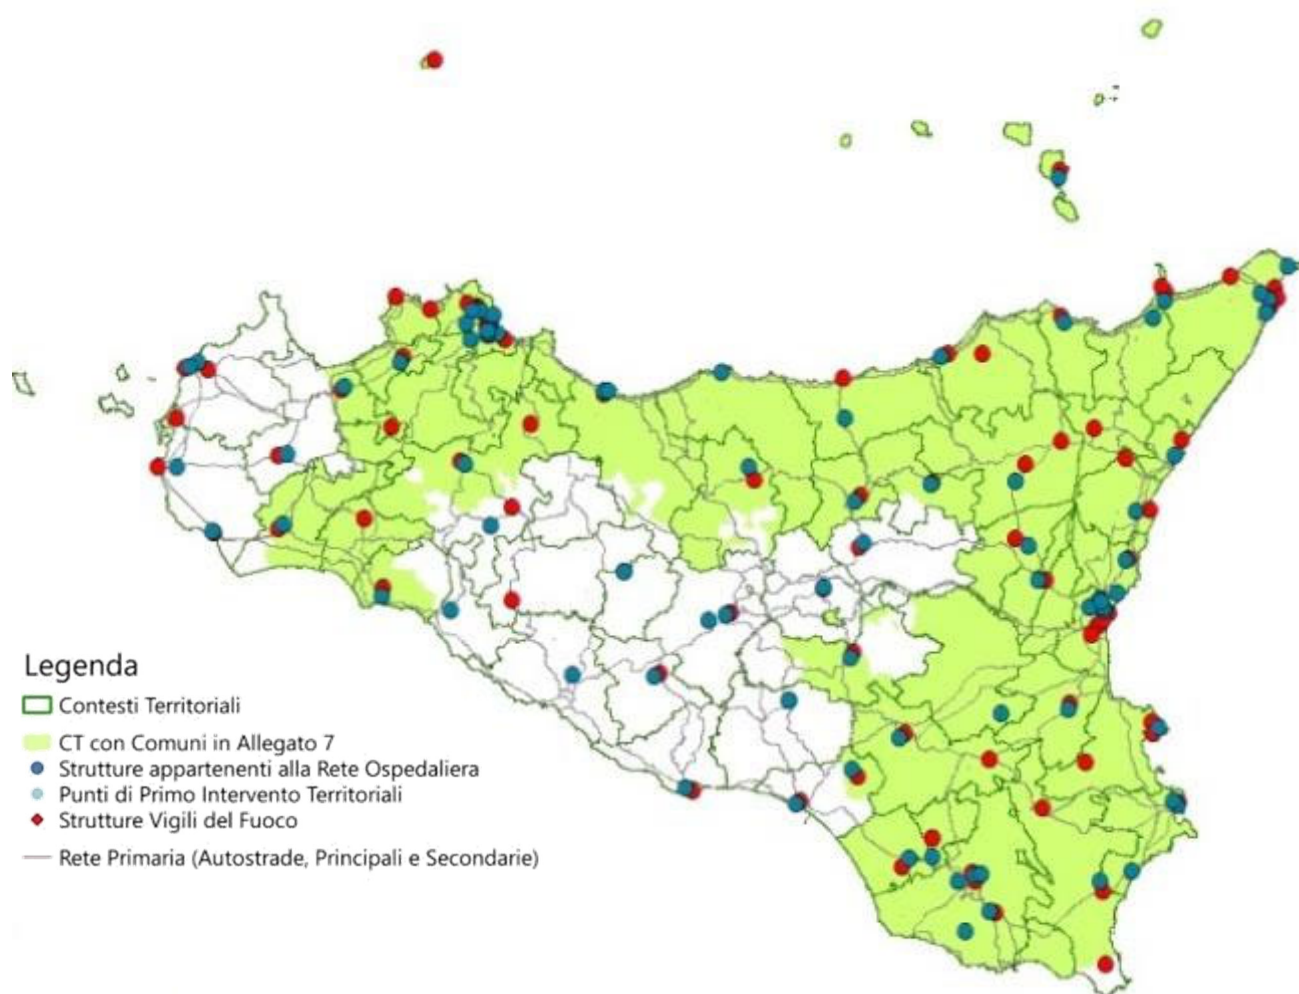 Legenda
Contesti Territoriali
CT con Comuni in Allegato 7
Strutture appartenenti alla Rete Ospedaliera
Punti di Primo Intervento Territoriali
Strutture Vigili del Fuoco
Rete Primaria (Autostrade, Principali e Secondarie)